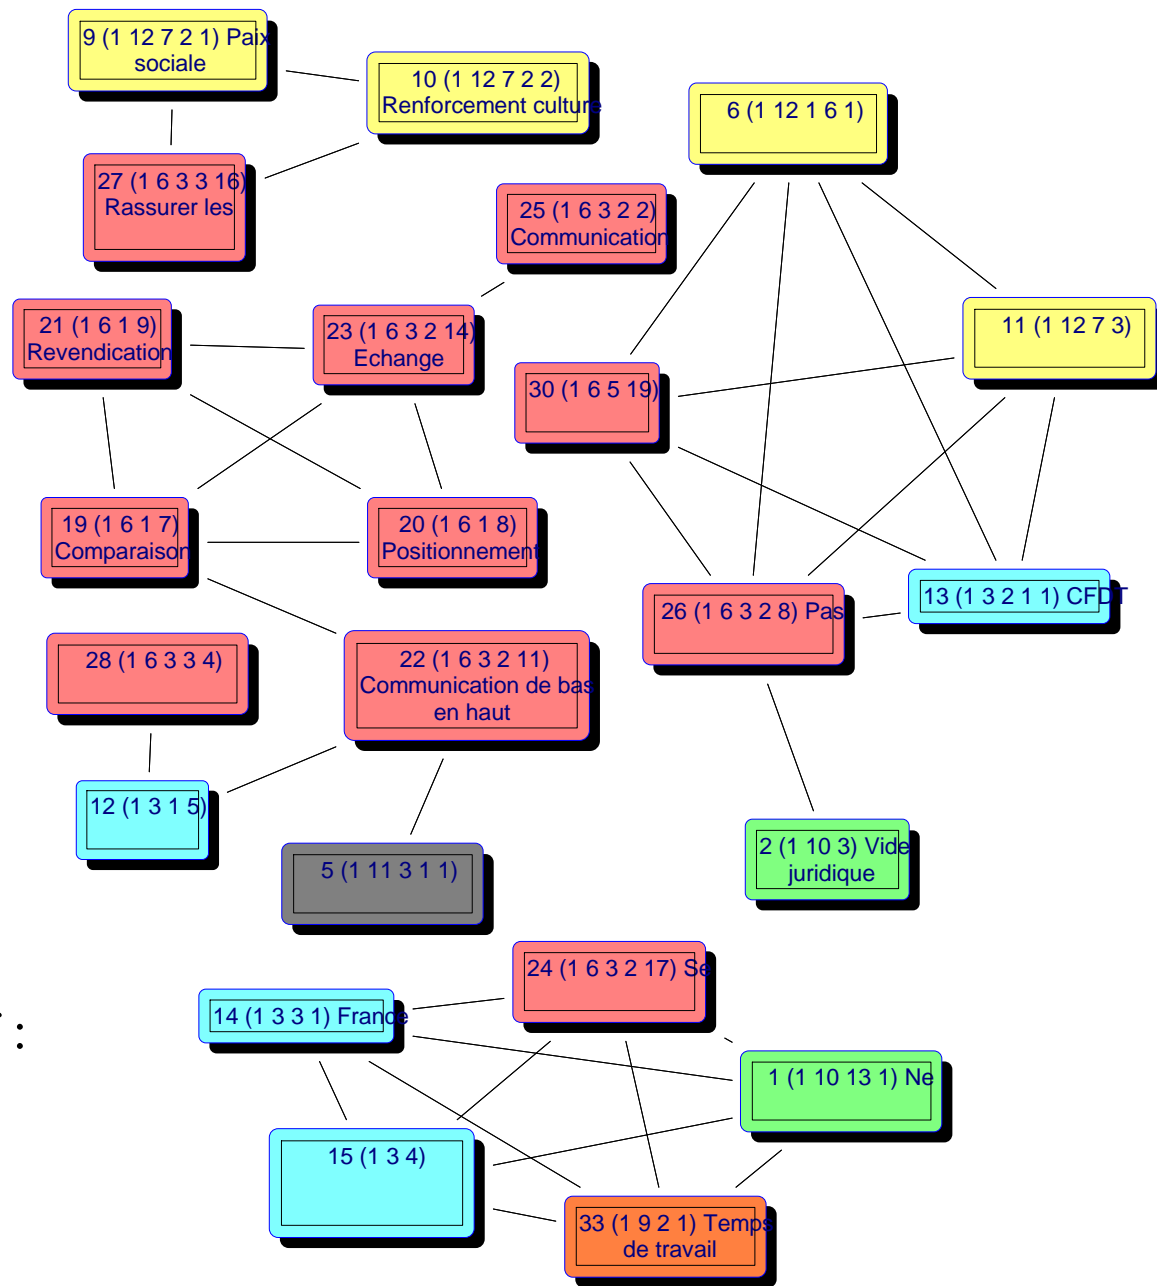 9 (1 12 7 2 1) Paix
sociale
10 (1 12 7 2 2)
Renforcement culture
6 (1 12 1 6 1)
27 (1 6 3 3 16)
Rassurer les
25 (1 6 3 2 2)
Communication
21 (1 6 1 9)
Revendication
23 (1 6 3 2 14)
Echange
11 (1 12 7 3)
30 (1 6 5 19)
19 (1 6 1 7)
Comparaison
20 (1 6 1 8)
Positionnement
13 (1 3 2 1 1) CFDT
26 (1 6 3 2 8) Pas
28 (1 6 3 3 4)
22 (1 6 3 2 11)
Communication de bas
en haut
12 (1 3 1 5)
2 (1 10 3) Vide
juridique
5 (1 11 3 1 1)
24 (1 6 3 2 17) Se
14 (1 3 3 1) France
1 (1 10 13 1) Ne
15 (1 3 4)
33 (1 9 2 1) Temps
de travail